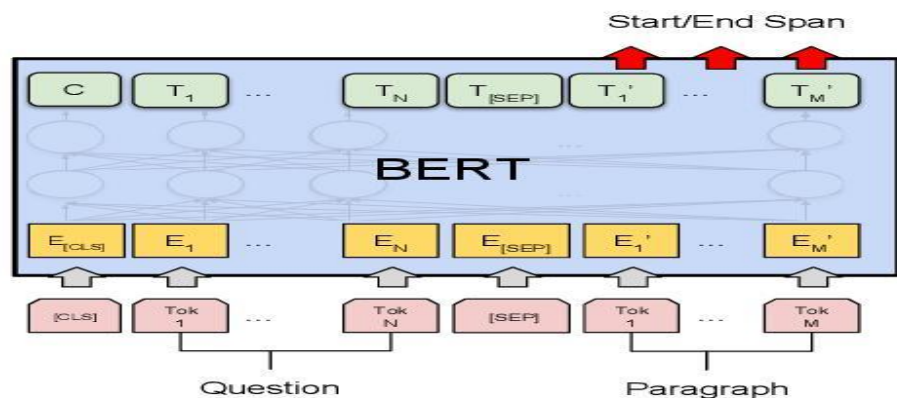 Start/End Span
C T1 ... TN T[SEP] T1' ... TM'
...
BERT
...
E[CLS] E1 ... EN E[SEP] E1' ... EM'
[CLS] Tok 1 ... Tok N [SEP] Tok 1 ... Tok M
Question Paragraph